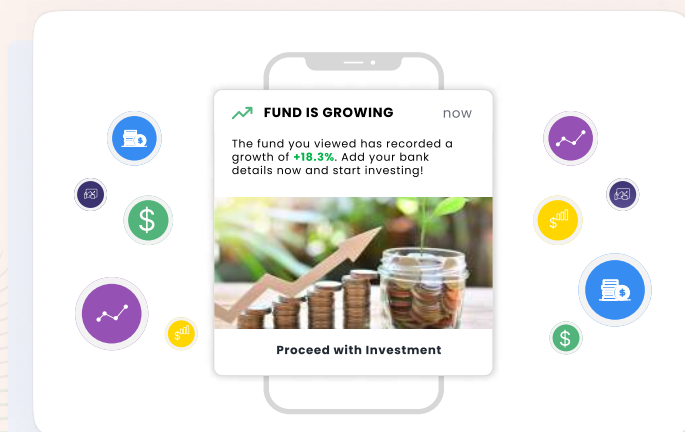 FUND IS GROWING now
The fund you viewed has recorded a
growth of +18.3%. Add your bank
details now and start investing!
Proceed with Investment